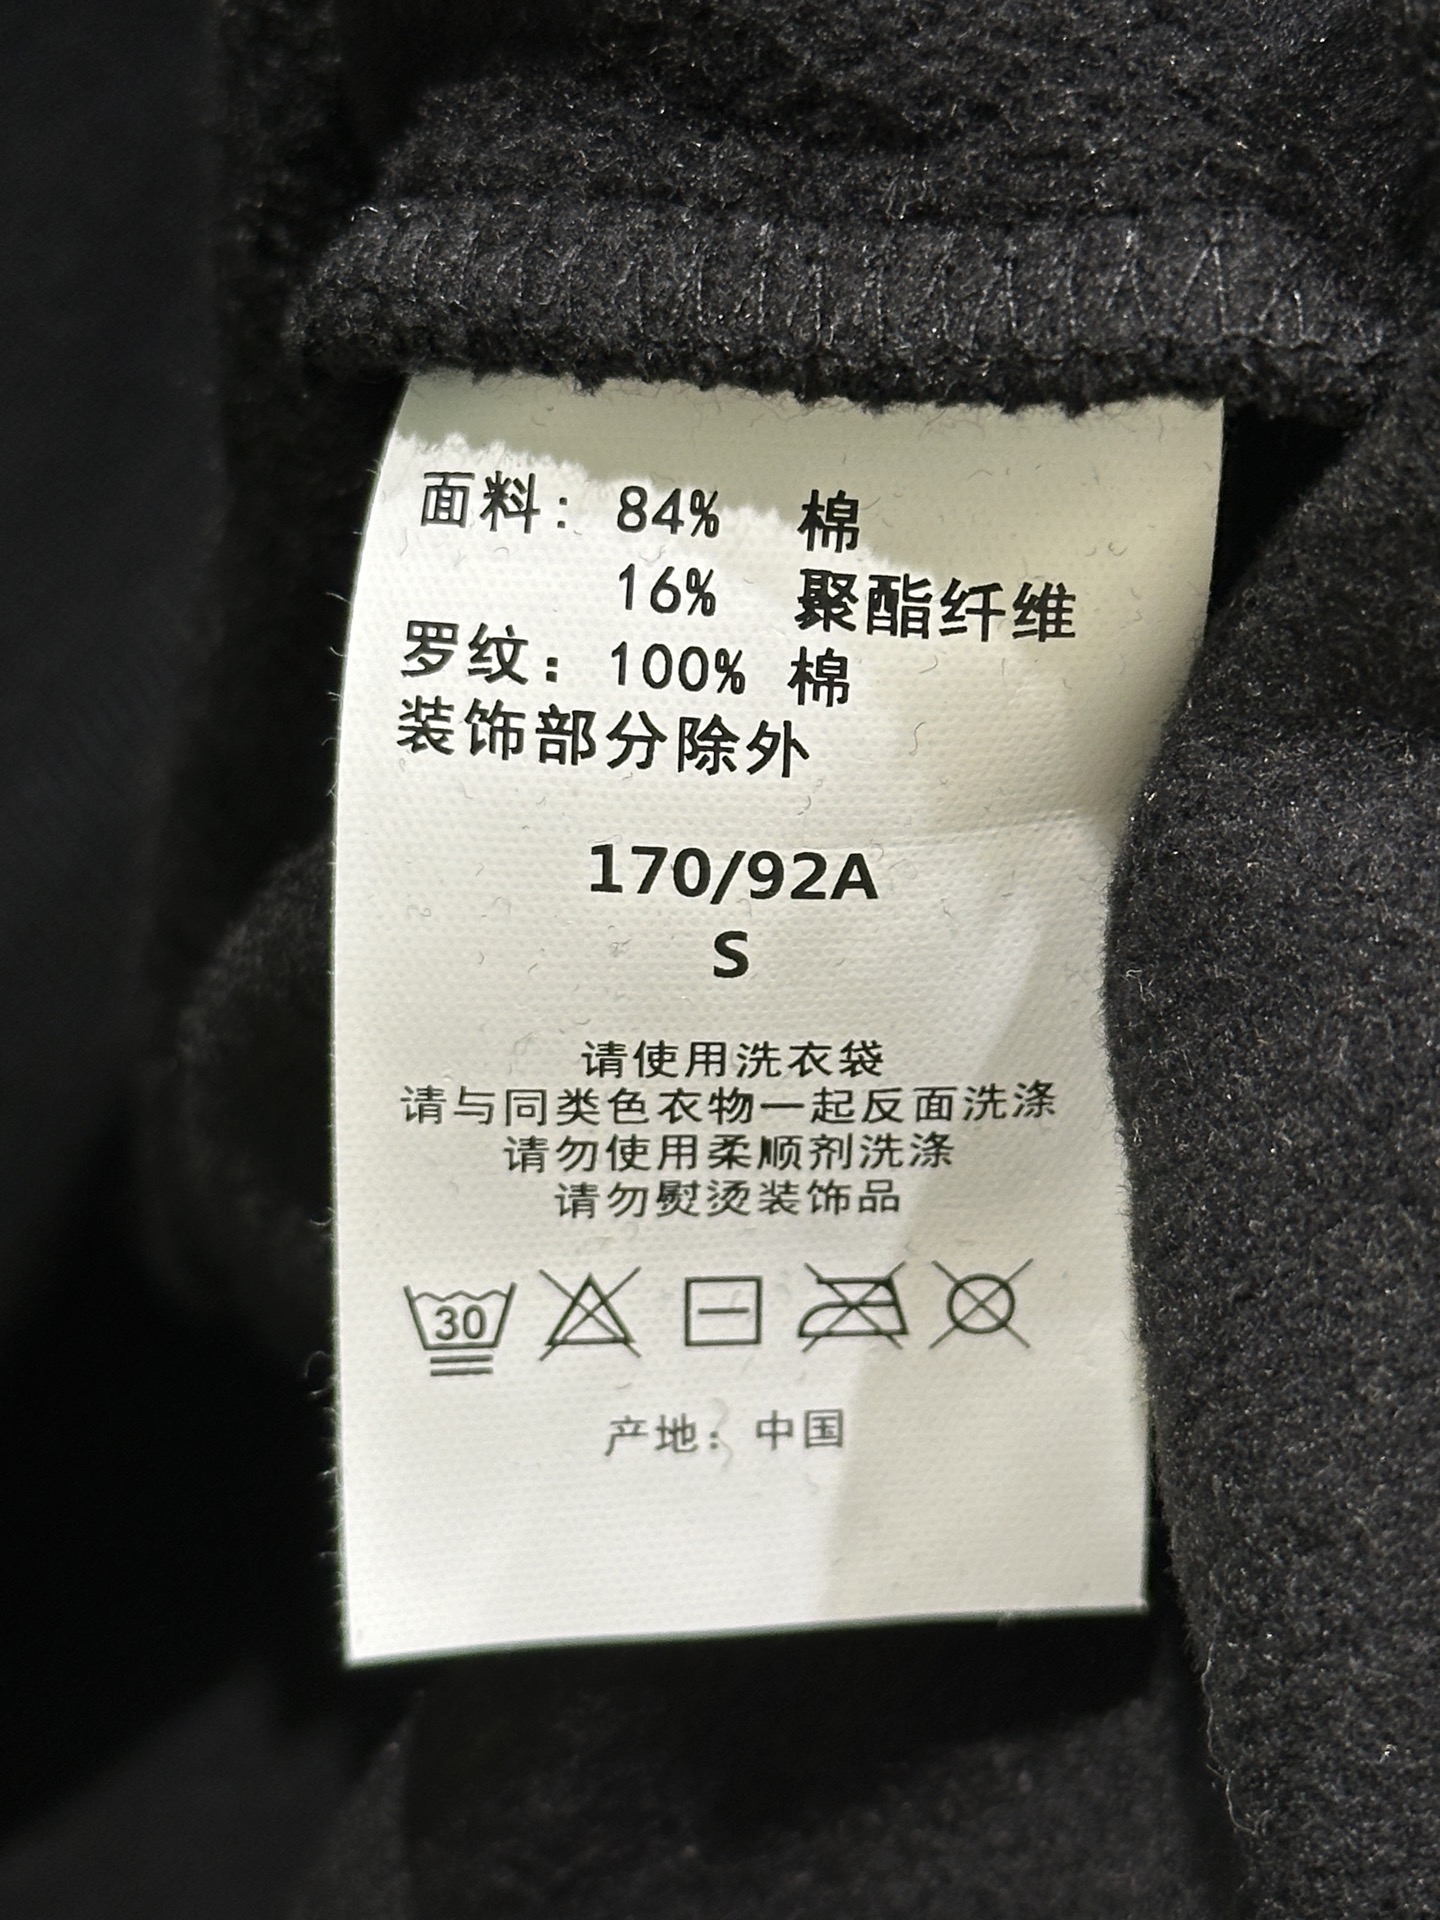 面料: 84% 棉
16% 聚酯纤维
罗纹: 100% 棉
装饰部分除外
170/92A
S
请使用洗衣袋
请与同类色衣物一起反面洗涤
请勿使用柔顺剂洗涤
请勿熨烫装饰品
30
产地: 中国